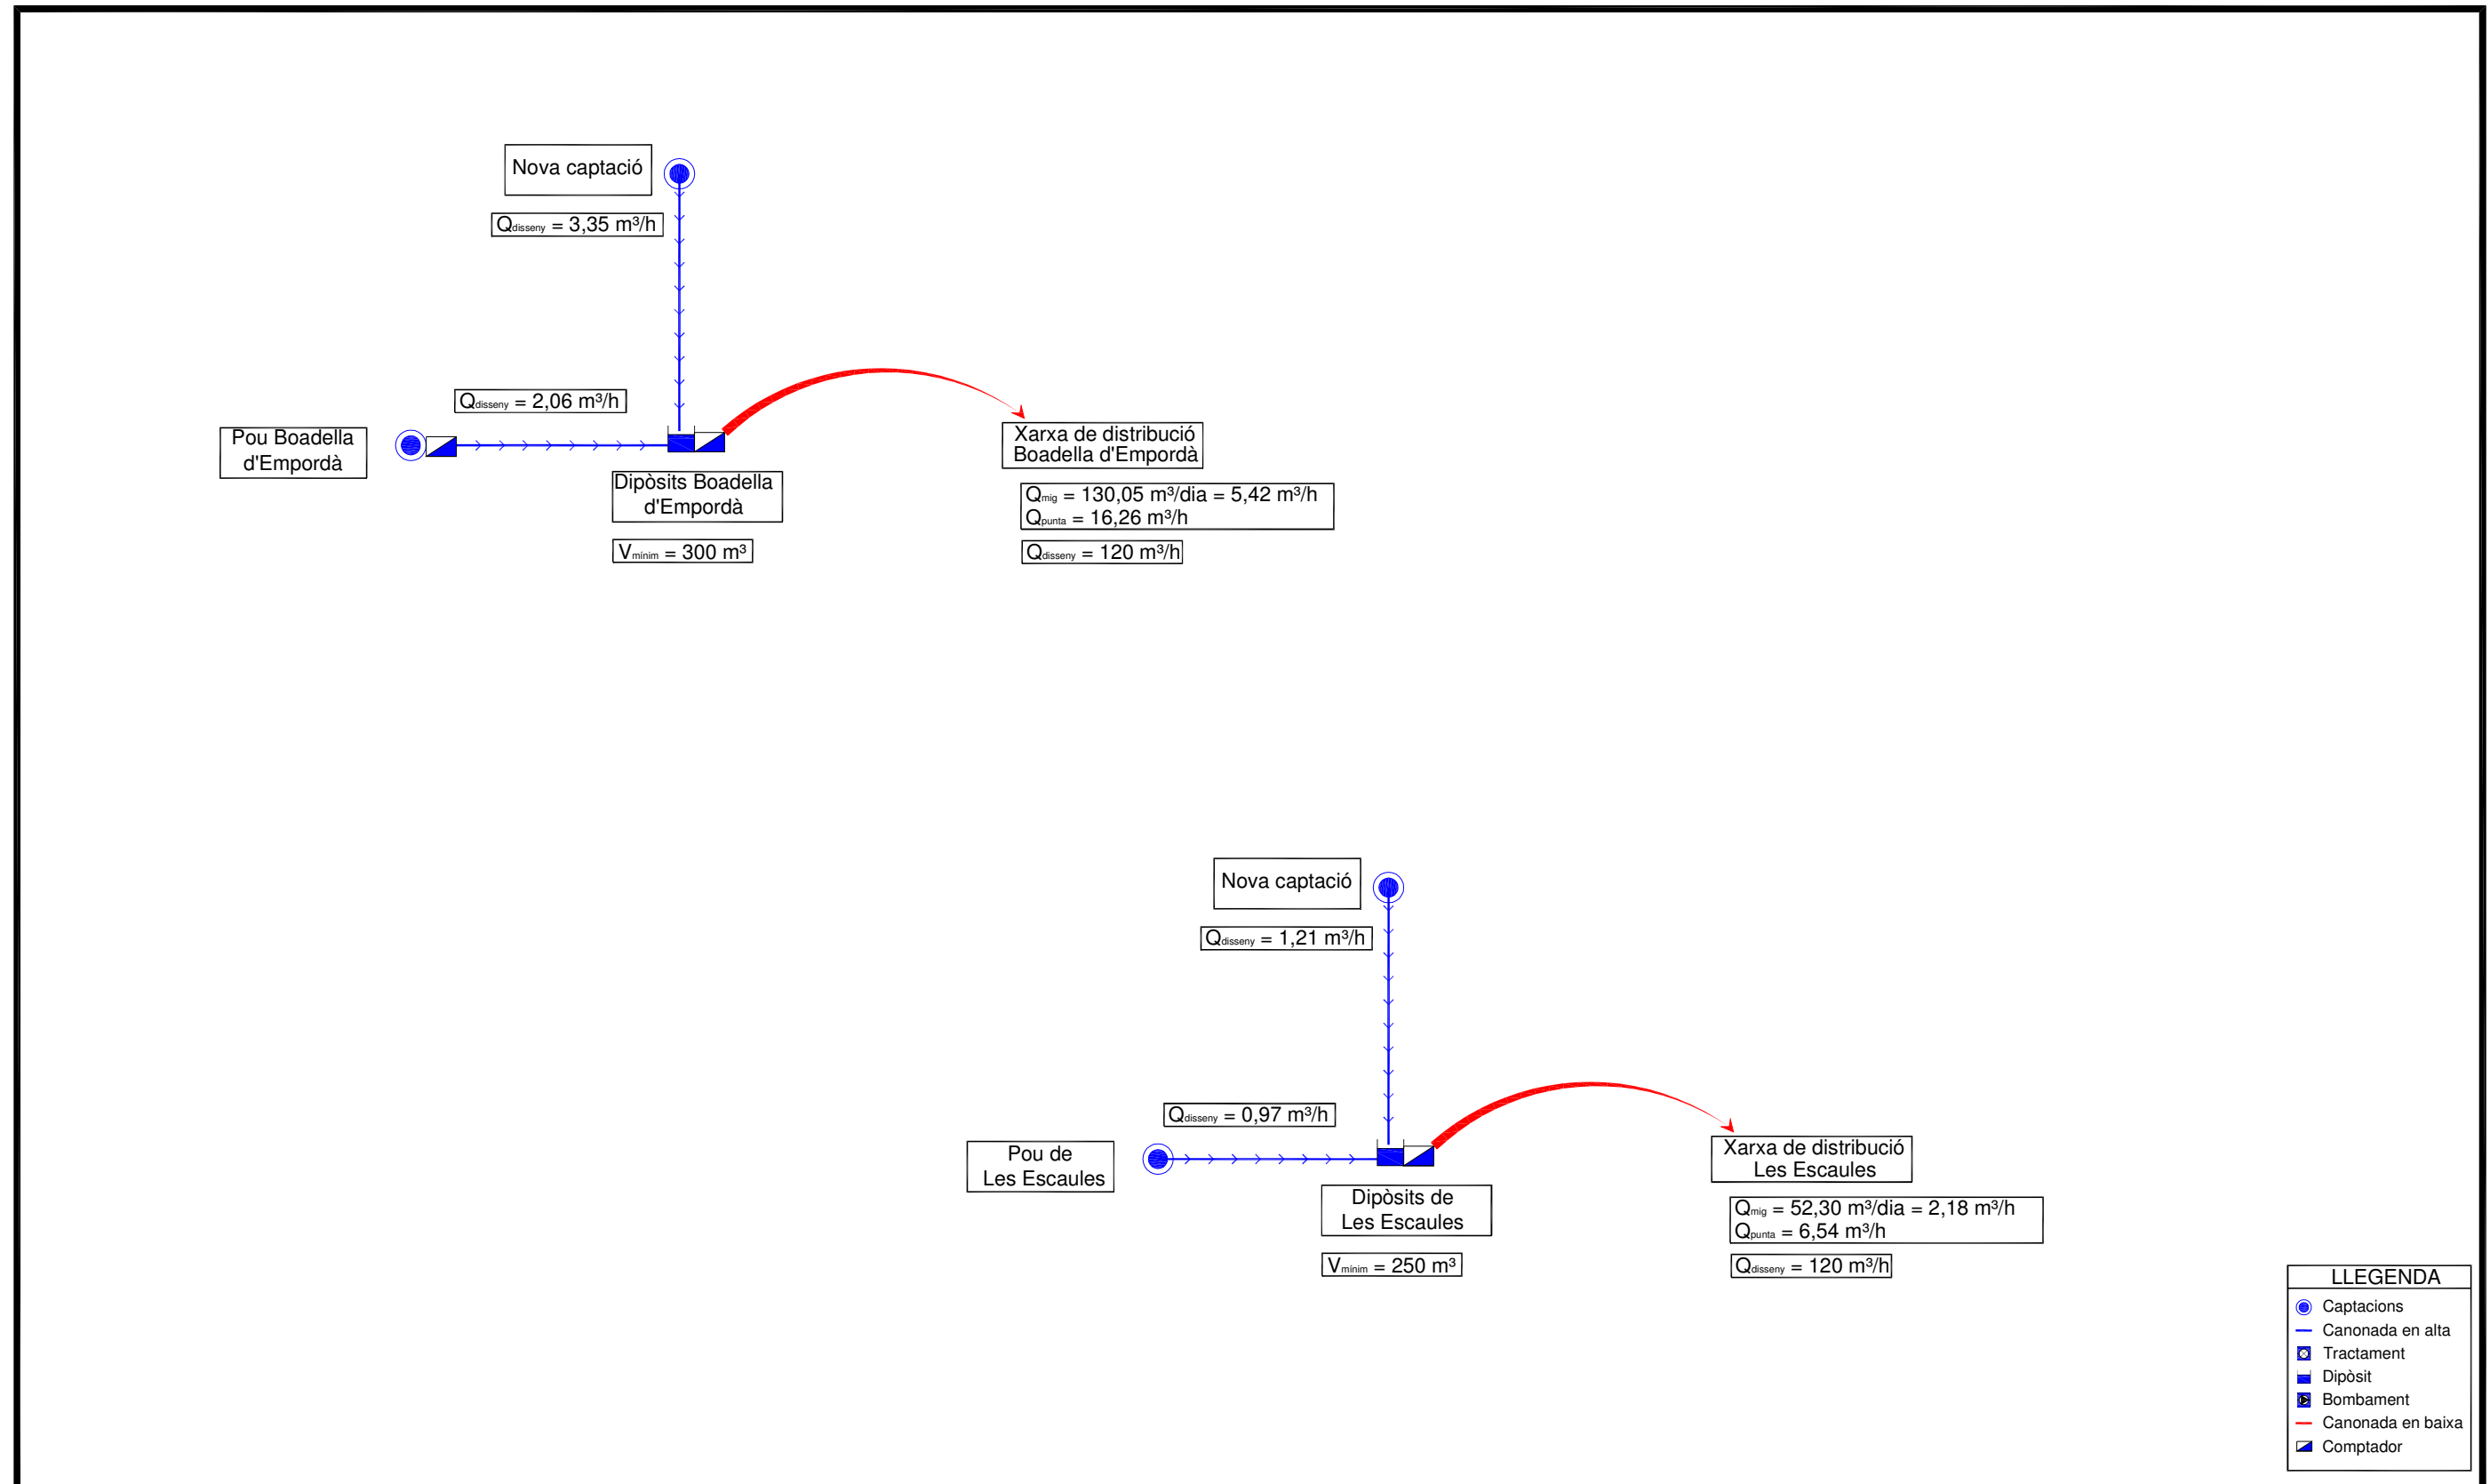 Nova captació
Qdisseny = 3,35 m³/h
Qdisseny = 2,06 m³/h
Pou Boadella
d'Empordà
Dipòsits Boadella
d'Empordà
Vmínim = 300 m³
Xarxa de distribució
Boadella d'Empordà
Qmig = 130,05 m³/dia = 5,42 m³/h
Qpunta = 16,26 m³/h
Qdisseny = 120 m³/h
Nova captació
Qdisseny = 1,21 m³/h
Qdisseny = 0,97 m³/h
Pou de
Les Escaules
Dipòsits de
Les Escaules
Vmínim = 250 m³
Xarxa de distribució
Les Escaules
Qmig = 52,30 m³/dia = 2,18 m³/h
Qpunta = 6,54 m³/h
Qdisseny = 120 m³/h
LLEGENDA
Captacions
Canonada en alta
Tractament
Dipòsit
Bombament
Canonada en baixa
Comptador